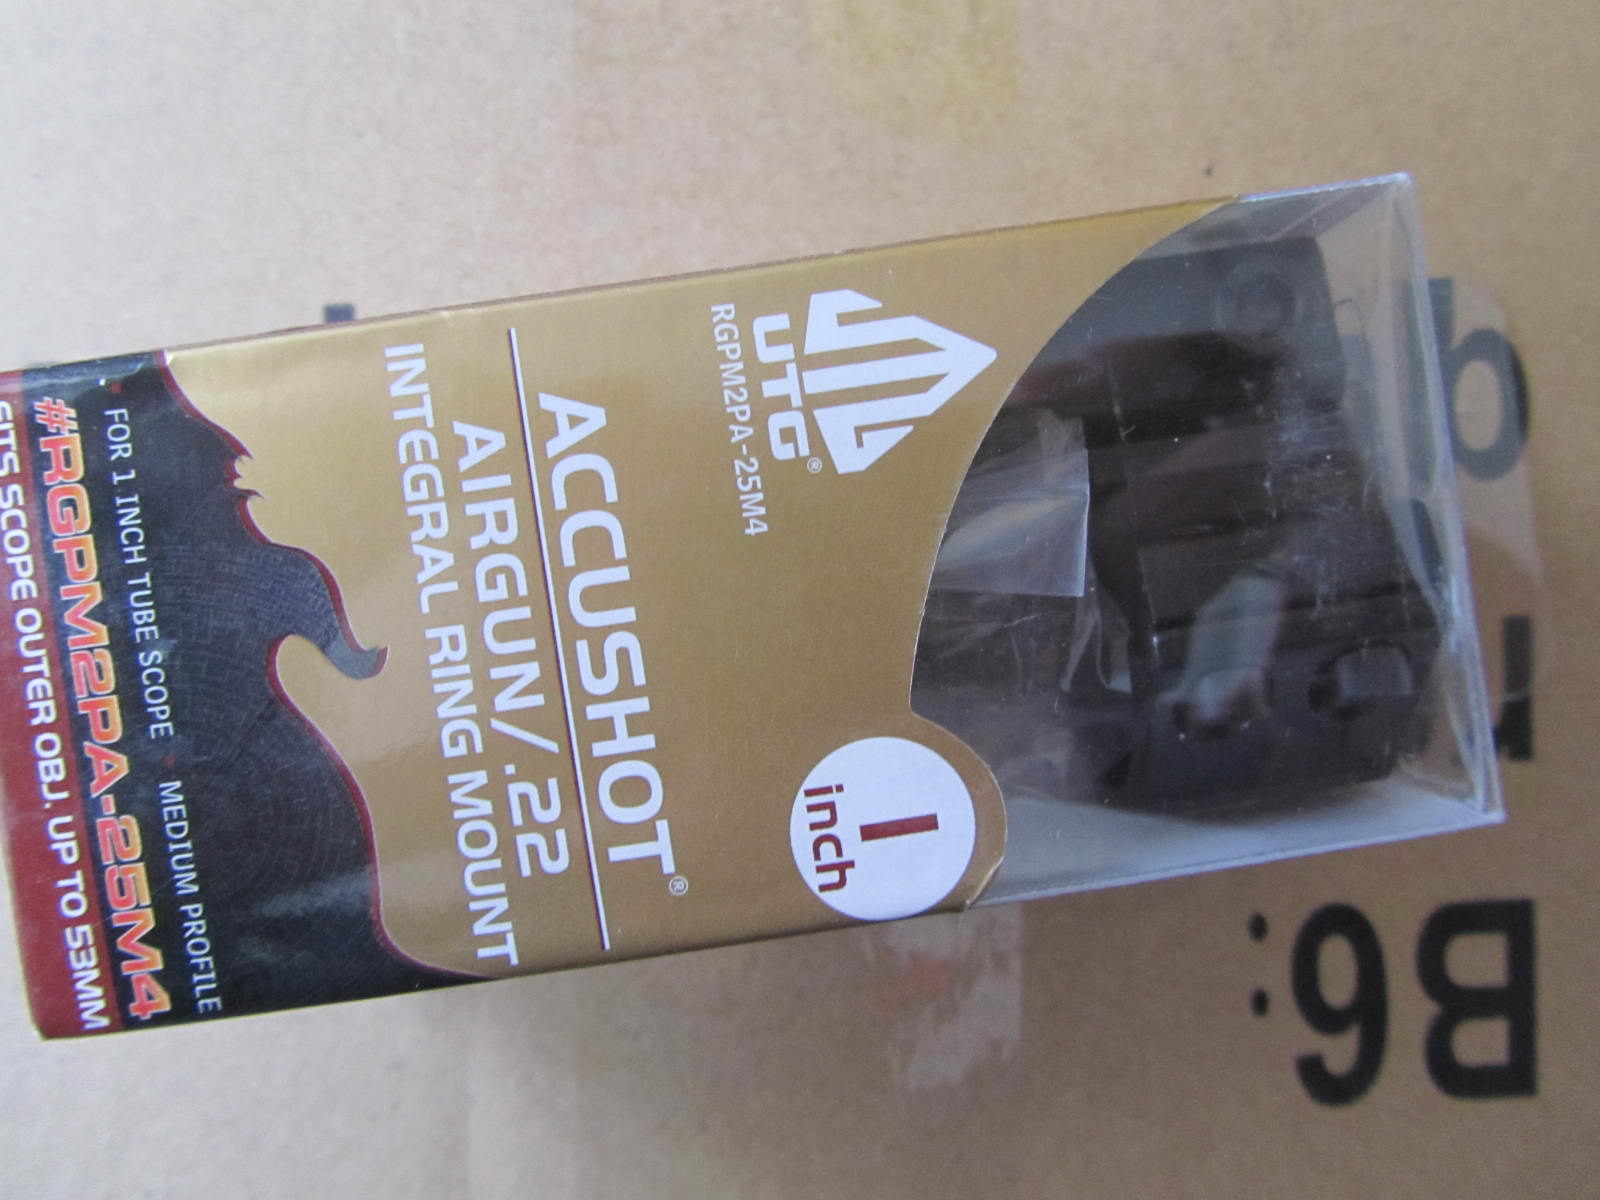 UTG®
RGPM2PA-25M4
1
inch
ACCUSHOT®
AIRGUN/.22
INTEGRAL RING MOUNT
FOR 1 INCH TUBE SCOPE • MEDIUM PROFILE
#RGPM2PA-25M4
FITS SCOPE OUTER OBJ. UP TO 53MM
B6: